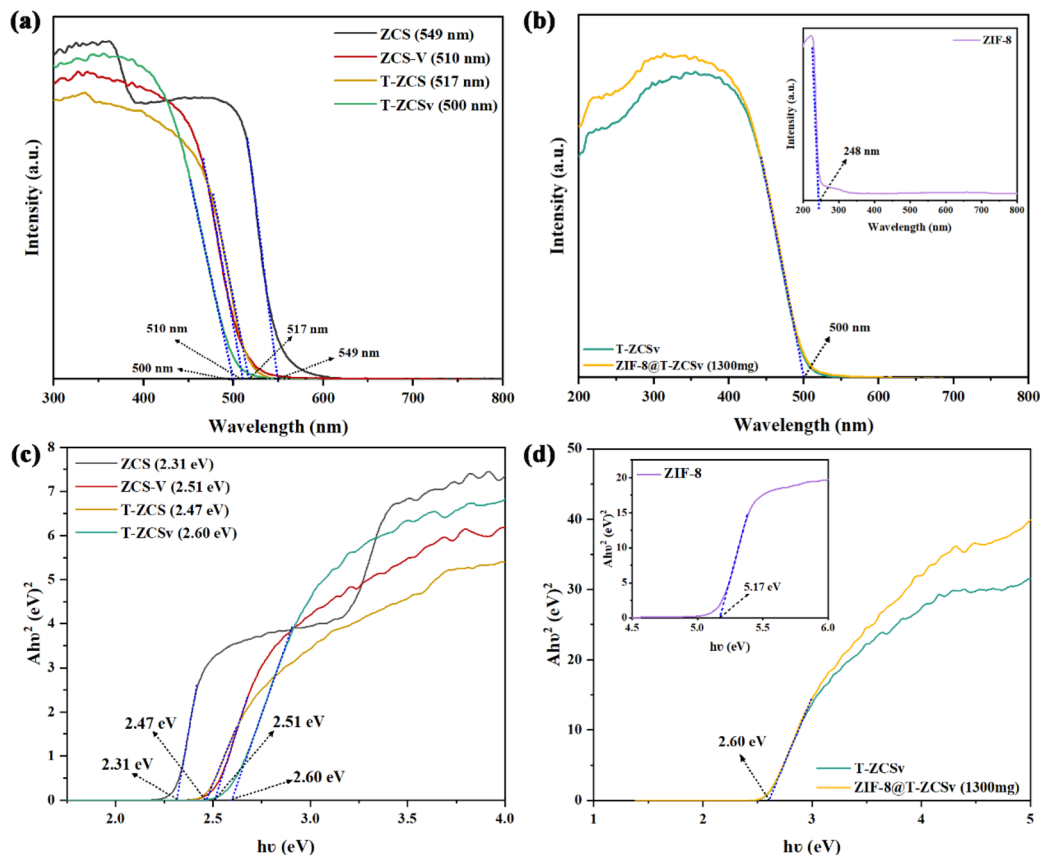 (a)
ZCS (549 nm)
ZCS-V (510 nm)
T-ZCS (517 nm)
T-ZCSv (500 nm)
Intensity (a.u.)
510 nm
517 nm
500 nm
549 nm
300 400 500 600 700 800
Wavelength (nm)
(b)
ZIF-8
Intensity (a.u.)
248 nm
200 300 400 500 600 700 800
Wavelength (nm)
Intensity (a.u.)
500 nm
T-ZCSv
ZIF-8@T-ZCSv (1300mg)
200 300 400 500 600 700 800
Wavelength (nm)
(c)
ZCS (2.31 eV)
ZCS-V (2.51 eV)
T-ZCS (2.47 eV)
T-ZCSv (2.60 eV)
Ahυ² (eV)²
8
7
6
5
4
3
2
1
0
2.47 eV
2.51 eV
2.31 eV
2.60 eV
2.0 2.5 3.0 3.5 4.0
hυ (eV)
(d)
ZIF-8
Ahυ² (eV)²
20
15
10
5
0
5.17 eV
4.5 5.0 5.5 6.0
hυ (eV)
Ahυ² (eV)²
50
40
30
20
10
0
2.60 eV
T-ZCSv
ZIF-8@T-ZCSv (1300mg)
1 2 3 4 5
hυ (eV)